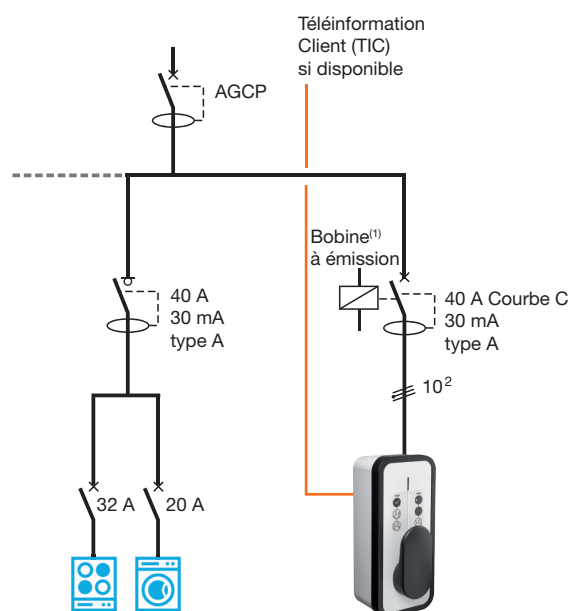 Téléinformation
Client (TIC)
si disponible
AGCP
Bobine⁽¹⁾
à émission
40 A
30 mA
type A
40 A Courbe C
30 mA
type A
10²
32 A
20 A